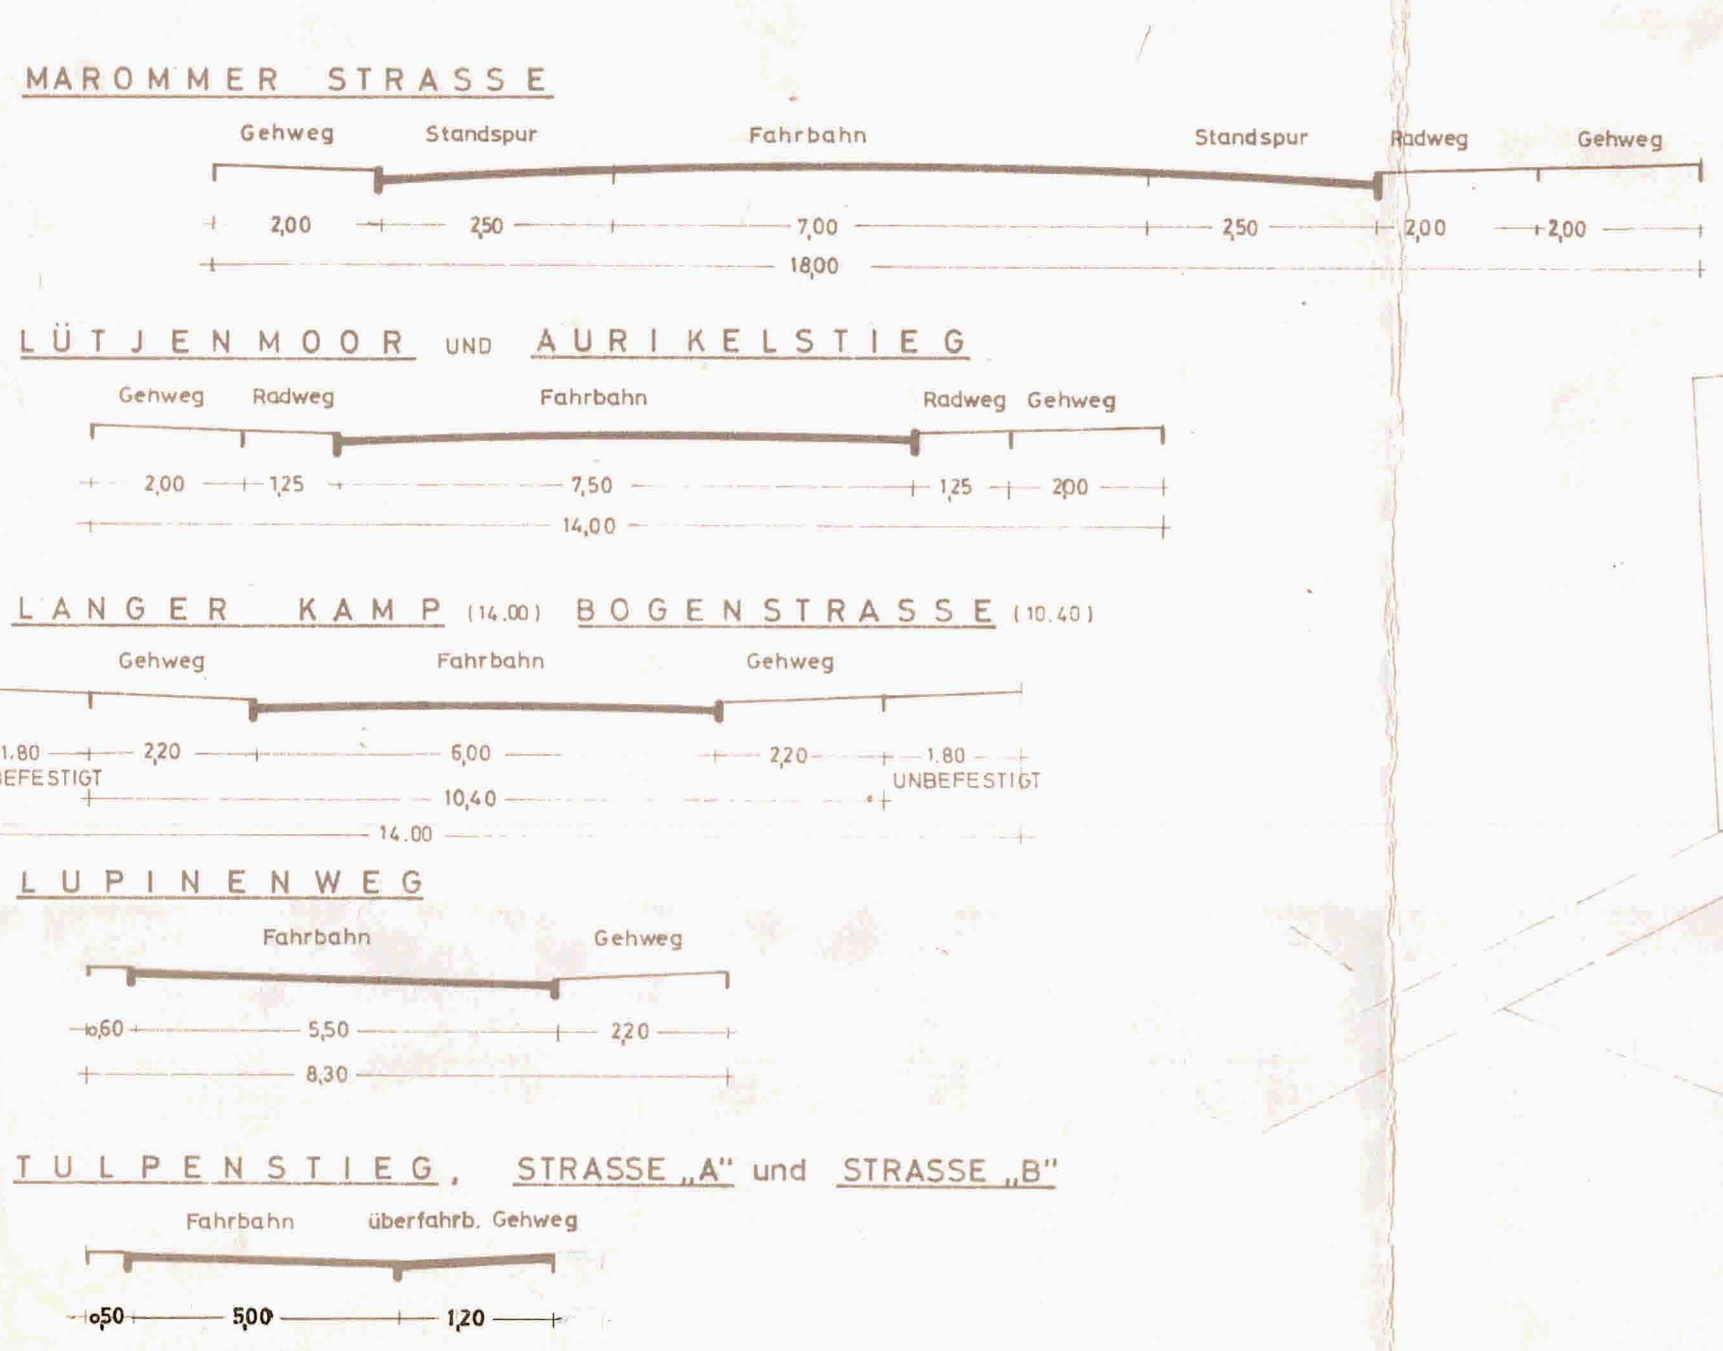 MAROMMER STRASSE
Gehweg Standspur Fahrbahn Standspur Radweg Gehweg
2,00 2,50 7,00 2,50 2,00 2,00
18,00
LÜTJENMOOR UND AURIKELSTIEG
Gehweg Radweg Fahrbahn Radweg Gehweg
2,00 1,25 7,50 1,25 2,00
14,00
LANGER KAMP (14.00) BOGENSTRASSE (10.40)
Gehweg Fahrbahn Gehweg
1.80 2,20 6,00 2,20 1.80
EFESTIGT UNBEFESTIGT
10,40
14.00
LUPINENWEG
Fahrbahn Gehweg
0,60 5,50 2,20
8,30
TULPENSTIEG, STRASSE „A" und STRASSE „B"
Fahrbahn überfahrb. Gehweg
0,50 5,00 1,20